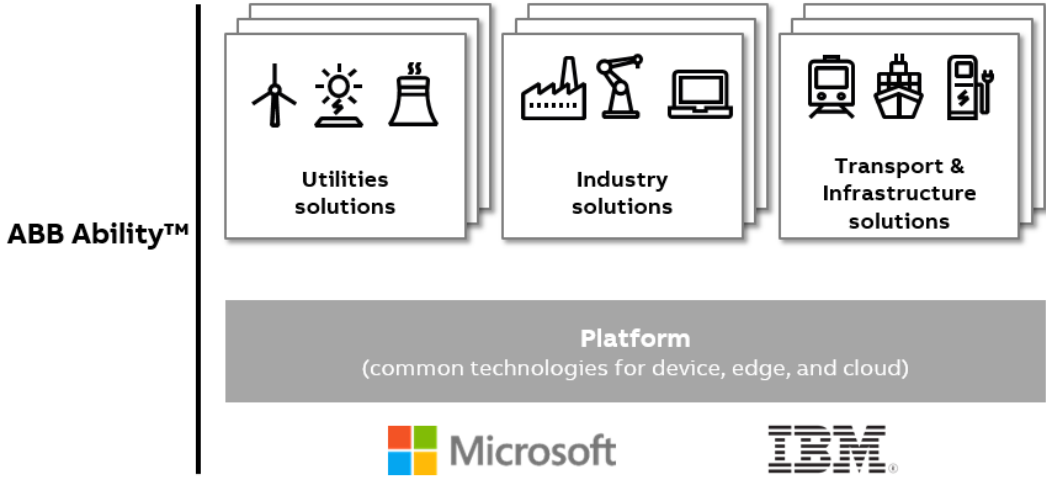 ABB Ability™
Utilities
solutions
Industry
solutions
Transport &
Infrastructure
solutions
Platform
(common technologies for device, edge, and cloud)
Microsoft
IBM®